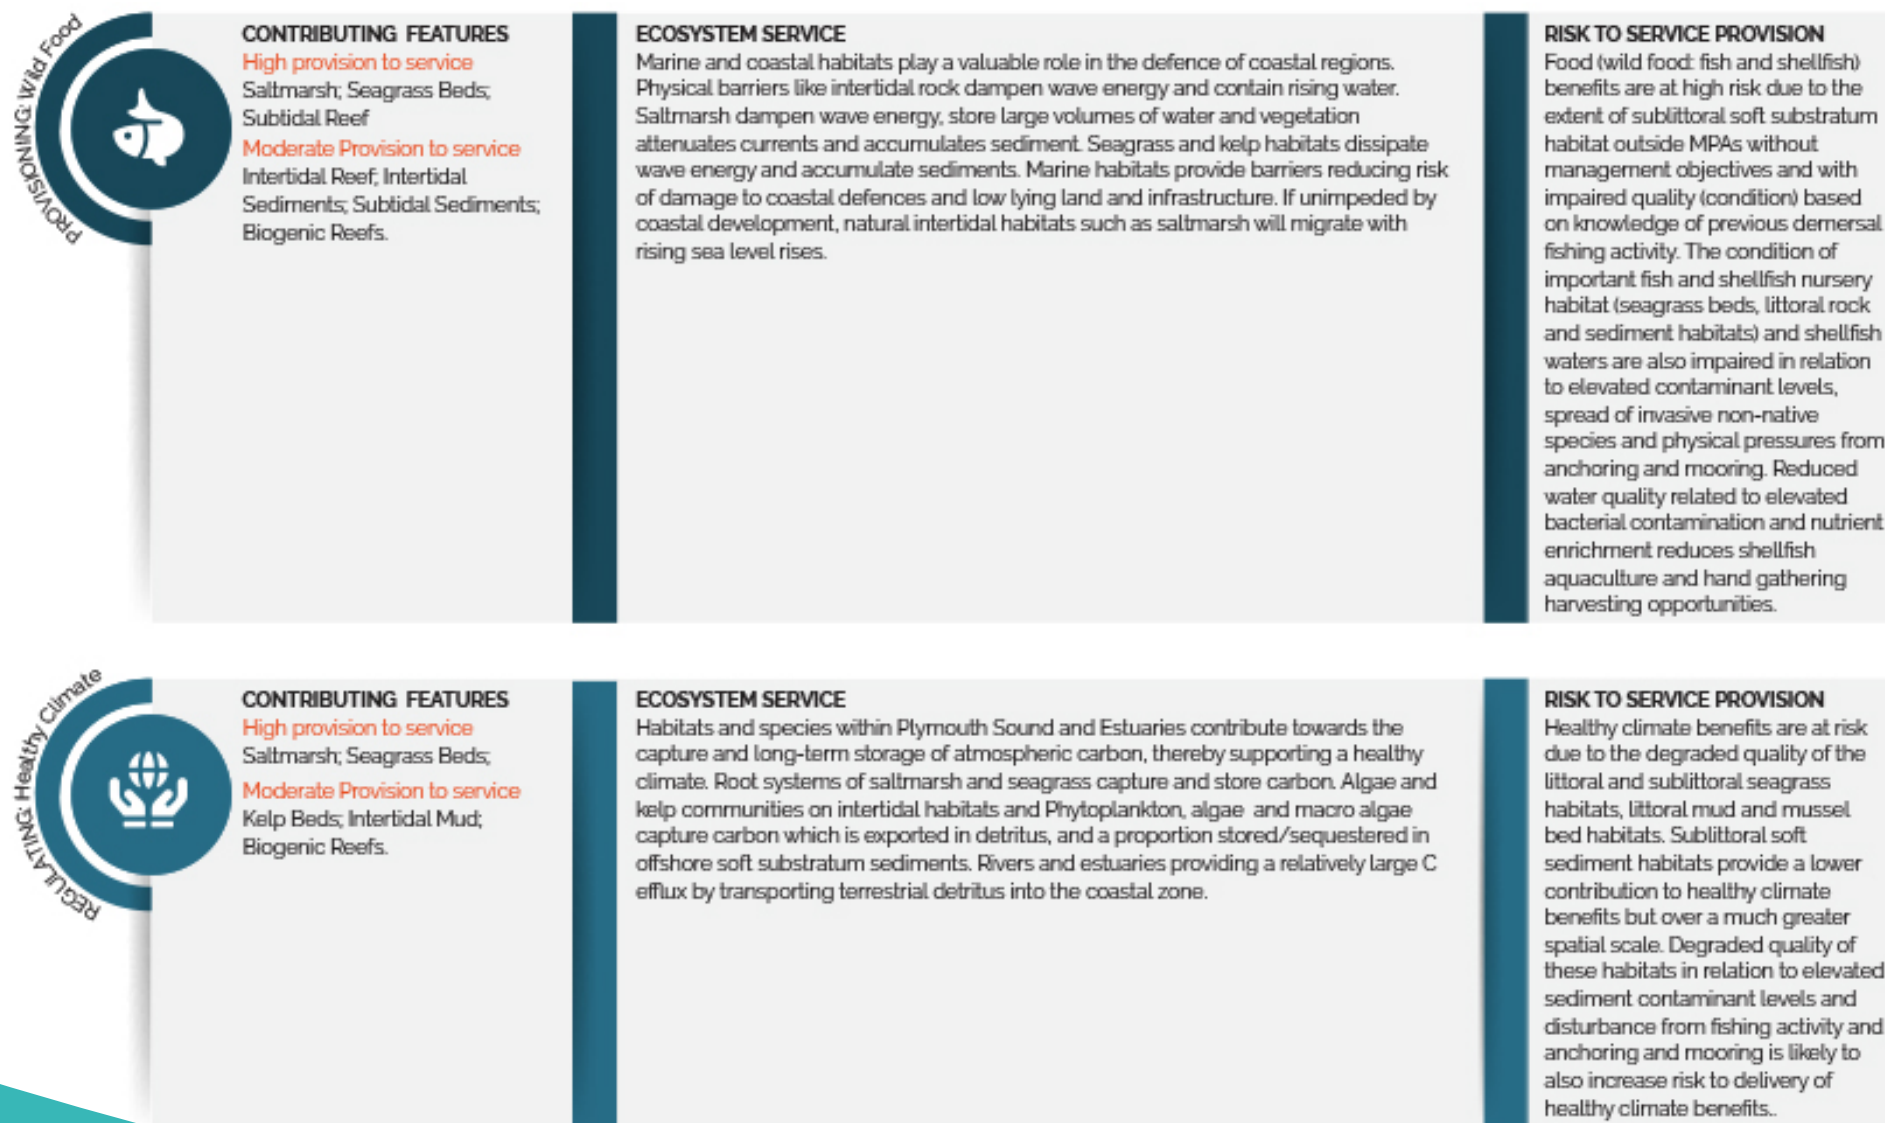 PROVISIONING: Wild Food
CONTRIBUTING FEATURES
High provision to service
Saltmarsh; Seagrass Beds;
Subtidal Reef
Moderate Provision to service
Intertidal Reef; Intertidal
Sediments; Subtidal Sediments;
Biogenic Reefs.
ECOSYSTEM SERVICE
Marine and coastal habitats play a valuable role in the defence of coastal regions.
Physical barriers like intertidal rock dampen wave energy and contain rising water.
Saltmarsh dampen wave energy, store large volumes of water and vegetation
attenuates currents and accumulates sediment. Seagrass and kelp habitats dissipate
wave energy and accumulate sediments. Marine habitats provide barriers reducing risk
of damage to coastal defences and low lying land and infrastructure. If unimpeded by
coastal development, natural intertidal habitats such as saltmarsh will migrate with
rising sea level rises.
RISK TO SERVICE PROVISION
Food (wild food: fish and shellfish)
benefits are at high risk due to the
extent of sublittoral soft substratum
habitat outside MPAs without
management objectives and with
impaired quality (condition) based
on knowledge of previous demersal
fishing activity. The condition of
important fish and shellfish nursery
habitat (seagrass beds, littoral rock
and sediment habitats) and shellfish
waters are also impaired in relation
to elevated contaminant levels,
spread of invasive non-native
species and physical pressures from
anchoring and mooring. Reduced
water quality related to elevated
bacterial contamination and nutrient
enrichment reduces shellfish
aquaculture and hand gathering
harvesting opportunities.
REGULATING: Healthy Climate
CONTRIBUTING FEATURES
High provision to service
Saltmarsh; Seagrass Beds;
Moderate Provision to service
Kelp Beds; Intertidal Mud;
Biogenic Reefs.
ECOSYSTEM SERVICE
Habitats and species within Plymouth Sound and Estuaries contribute towards the
capture and long-term storage of atmospheric carbon, thereby supporting a healthy
climate. Root systems of saltmarsh and seagrass capture and store carbon. Algae and
kelp communities on intertidal habitats and Phytoplankton, algae and macro algae
capture carbon which is exported in detritus, and a proportion stored/sequestered in
offshore soft substratum sediments. Rivers and estuaries providing a relatively large C
efflux by transporting terrestrial detritus into the coastal zone.
RISK TO SERVICE PROVISION
Healthy climate benefits are at risk
due to the degraded quality of the
littoral and sublittoral seagrass
habitats, littoral mud and mussel
bed habitats. Sublittoral soft
sediment habitats provide a lower
contribution to healthy climate
benefits but over a much greater
spatial scale. Degraded quality of
these habitats in relation to elevated
sediment contaminant levels and
disturbance from fishing activity and
anchoring and mooring is likely to
also increase risk to delivery of
healthy climate benefits..